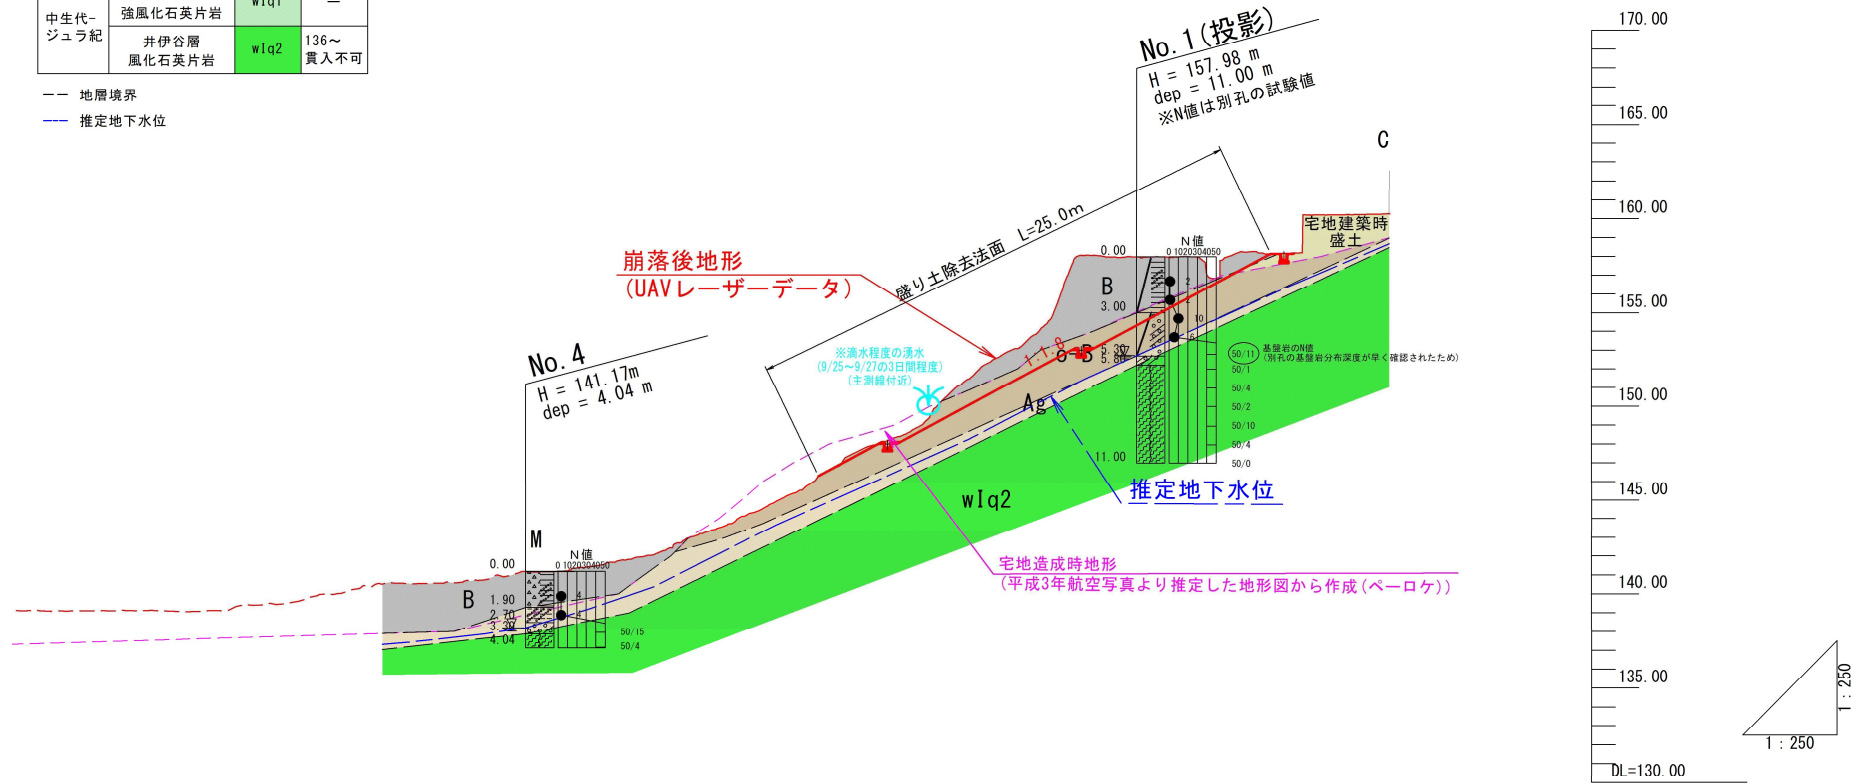 中生代-
ジュラ紀
強風化石英片岩
wIq1
―
井伊谷層
風化石英片岩
wIq2
136～
貫入不可
地層境界
推定地下水位
No.1(投影)
H = 157.98 m
dep = 11.00 m
※N値は別孔の試験値
C
盛り土除去法面 L=25.0m
崩落後地形
(UAVレーザーデータ)
※滴水程度の湧水
(9/25～9/27の3日間程度)
(主測線付近)
No.4
H = 141.17m
dep = 4.04 m
宅地建築時
盛土
N値
0 1020304050
0.00
B
3.00
2
2
10
6
1:1.8
o-B
5.30
5.80
50/11
基盤岩のN値
(別孔の基盤岩分布深度が早く確認されたため)
50/1
50/4
50/2
50/10
50/4
50/0
11.00
Ag
wIq2
推定地下水位
宅地造成時地形
(平成3年航空写真より推定した地形図から作成(ペーロケ))
M
N値
0 1020304050
0.00
B
1.90
2.70
3.30
4.04
4
4
50/15
50/4
170.00
165.00
160.00
155.00
150.00
145.00
140.00
135.00
DL=130.00
1 : 250
1 : 250